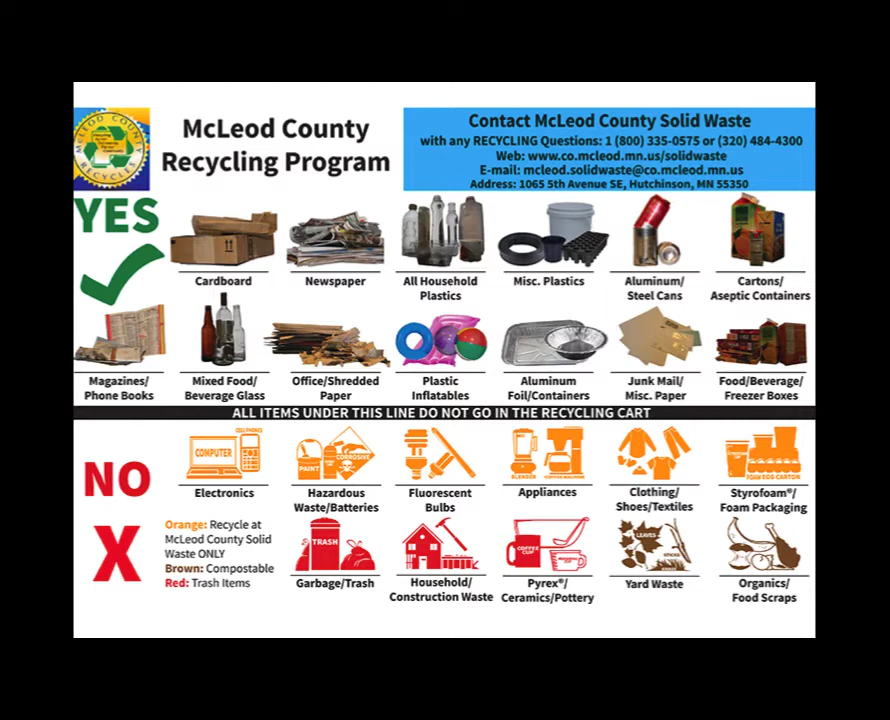 McLEOD COUNTY
RECYCLES
McLeod County
Recycling Program
Contact McLeod County Solid Waste
with any RECYCLING Questions: 1 (800) 335-0575 or (320) 484-4300
Web: www.co.mcleod.mn.us/solidwaste
E-mail: mcleod.solidwaste@co.mcleod.mn.us
Address: 1065 5th Avenue SE, Hutchinson, MN 55350
YES
Cardboard
Newspaper
All Household
Plastics
Misc. Plastics
Aluminum/
Steel Cans
Cartons/
Aseptic Containers
Magazines/
Phone Books
Mixed Food/
Beverage Glass
Office/Shredded
Paper
Plastic
Inflatables
Aluminum
Foil/Containers
Junk Mail/
Misc. Paper
Food/Beverage/
Freezer Boxes
ALL ITEMS UNDER THIS LINE DO NOT GO IN THE RECYCLING CART
NO
X
COMPUTER
CELL PHONES
Electronics
PAINT
CORROSIVE
Hazardous
Waste/Batteries
Fluorescent
Bulbs
BLENDER
COFFEE MACHINE
Appliances
Clothing/
Shoes/Textiles
FOAM EGG CARTON
Styrofoam®/
Foam Packaging
Orange: Recycle at
McLeod County Solid
Waste ONLY
Brown: Compostable
Red: Trash Items
TRASH
Garbage/Trash
Household/
Construction Waste
COFFEE
CUP
Pyrex®/
Ceramics/Pottery
LEAVES
STICKS
Yard Waste
Organics/
Food Scraps